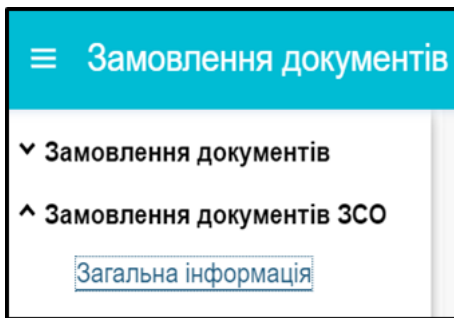 Замовлення документів
Замовлення документів
Замовлення документів ЗСО
Загальна інформація